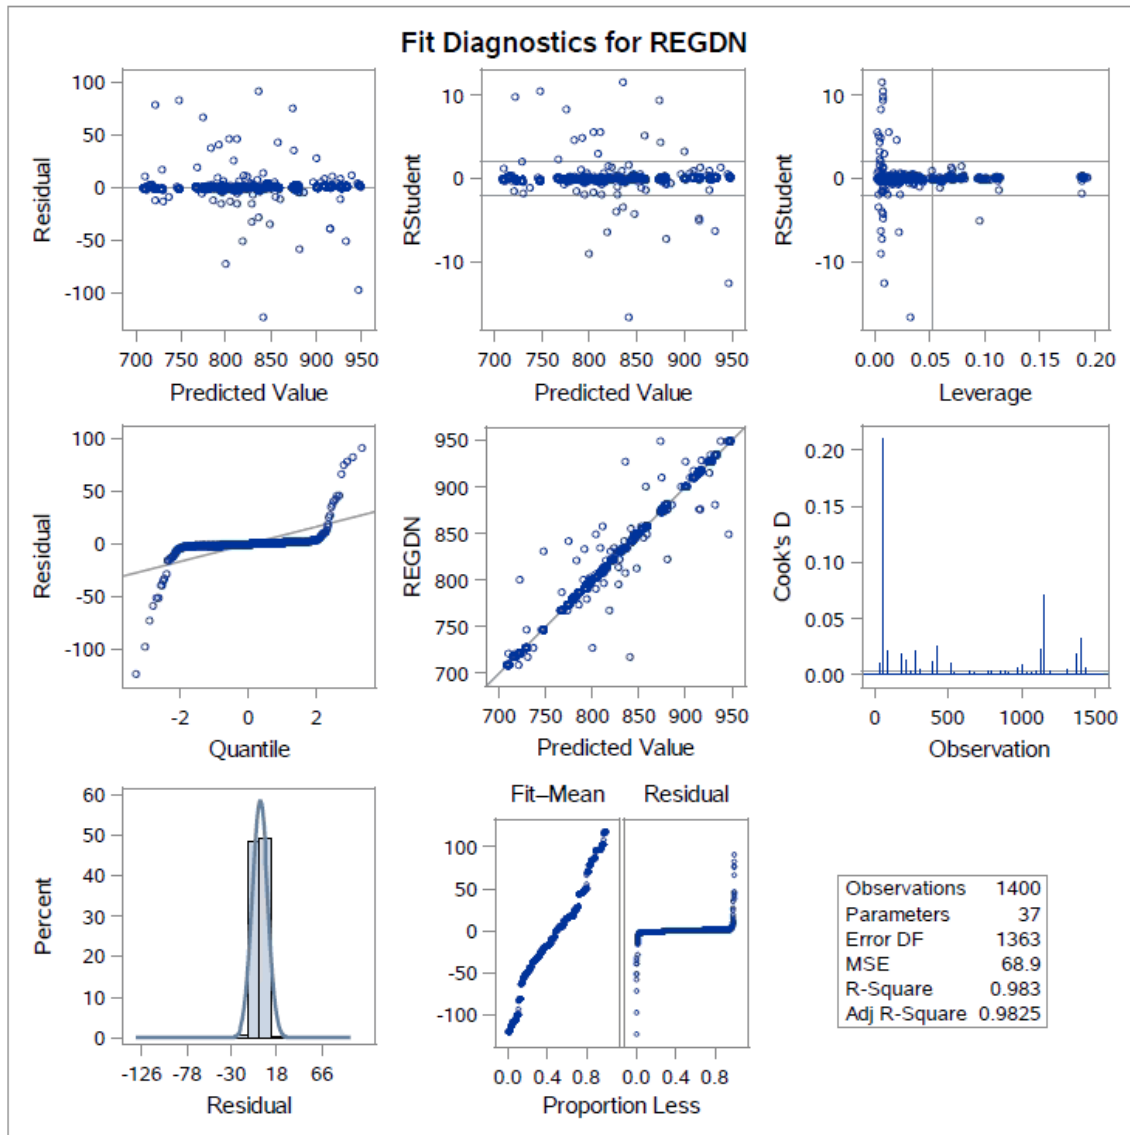 Fit Diagnostics for REGDN
Residual
100
50
0
-50
-100
700 750 800 850 900 950
Predicted Value
RStudent
10
0
-10
700 750 800 850 900 950
Predicted Value
RStudent
10
0
-10
0.00 0.05 0.10 0.15 0.20
Leverage
Residual
100
50
0
-50
-100
-2 0 2
Quantile
REGDN
950
900
850
800
750
700
700 750 800 850 900 950
Predicted Value
Cook's D
0.20
0.15
0.10
0.05
0.00
0 500 1000 1500
Observation
Percent
60
50
40
30
20
10
0
-126 -78 -30 18 66
Residual
Fit–Mean Residual
100
50
0
-50
-100
0.0 0.4 0.8 0.0 0.4 0.8
Proportion Less
Observations 1400
Parameters 37
Error DF 1363
MSE 68.9
R-Square 0.983
Adj R-Square 0.9825